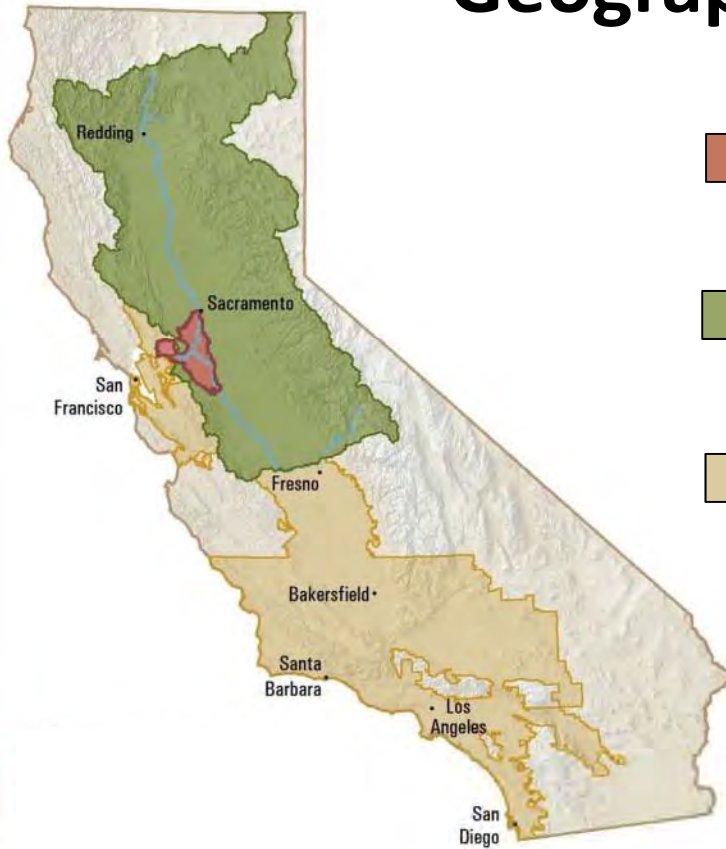 Geograp
Redding
Sacramento
San
Francisco
Fresno
Bakersfield
Santa
Barbara
Los
Angeles
San
Diego